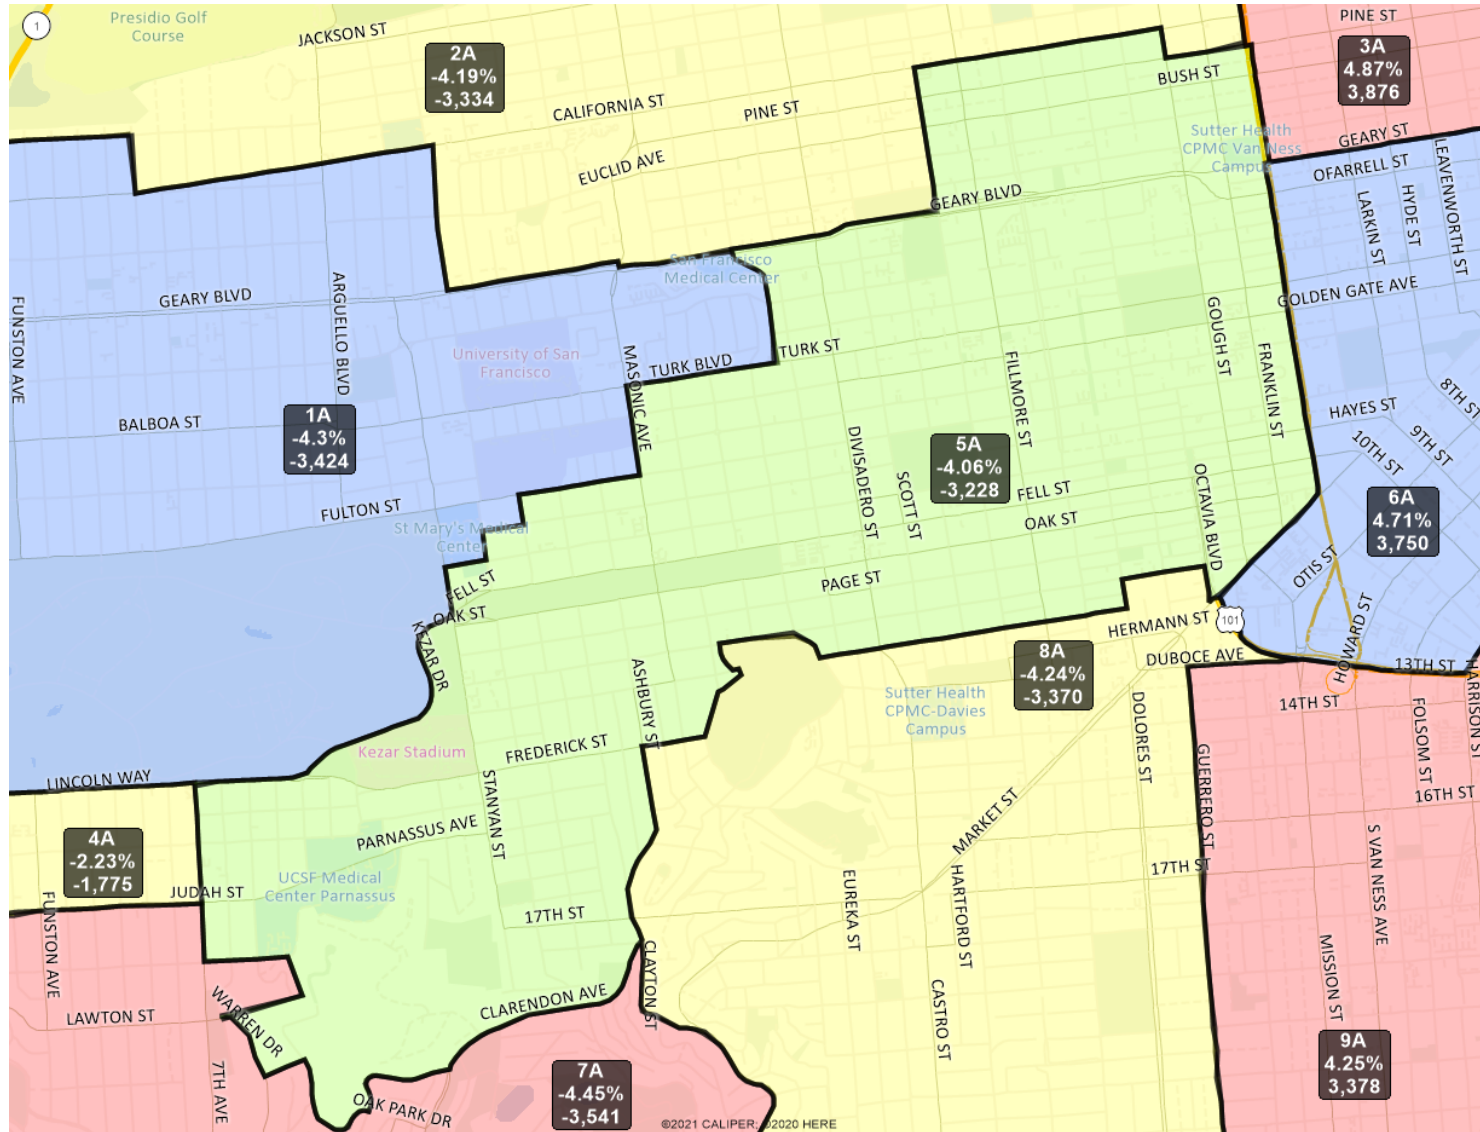 1
Presidio Golf
Course
JACKSON ST
2A
-4.19%
-3,334
PINE ST
3A
4.87%
3,876
BUSH ST
CALIFORNIA ST
PINE ST
GEARY ST
Sutter Health
CPMC Van Ness
Campus
EUCLID AVE
OFARRELL ST
LEAVENWORTH ST
HYDE ST
LARKIN ST
GEARY BLVD
San Francisco
Medical Center
GEARY BLVD
FUNSTON AVE
ARGUELLO BLVD
GOLDEN GATE AVE
GOUGH ST
FRANKLIN ST
University of San
Francisco
MASONIC AVE
TURK BLVD
TURK ST
FILLMORE ST
8TH ST
1A
-4.3%
-3,424
BALBOA ST
HAYES ST
10TH ST
9TH ST
DIVISADERO ST
SCOTT ST
5A
-4.06%
-3,228
FELL ST
OAK ST
OCTAVIA BLVD
6A
4.71%
3,750
FULTON ST
St Mary's Medical
Center
OTIS ST
FELL ST
OAK ST
PAGE ST
KEZAR DR
HERMANN ST
101
HOWARD ST
DUBOCE AVE
13TH ST
HARRISON ST
8A
-4.24%
-3,370
ASHBURY ST
Sutter Health
CPMC-Davies
Campus
14TH ST
DOLORES ST
FOLSOM ST
GUERRERO ST
Kezar Stadium
FREDERICK ST
LINCOLN WAY
STANYAN ST
16TH ST
MARKET ST
4A
-2.23%
-1,775
PARNASSUS AVE
S VAN NESS AVE
UCSF Medical
Center Parnassus
JUDAH ST
17TH ST
EUREKA ST
HARTFORD ST
17TH ST
FUNSTON AVE
CLAYTON ST
MISSION ST
LAWTON ST
WARREN DR
CLARENDON AVE
CASTRO ST
7TH AVE
OAK PARK DR
7A
-4.45%
-3,541
9A
4.25%
3,378
©2021 CALIPER; ©2020 HERE